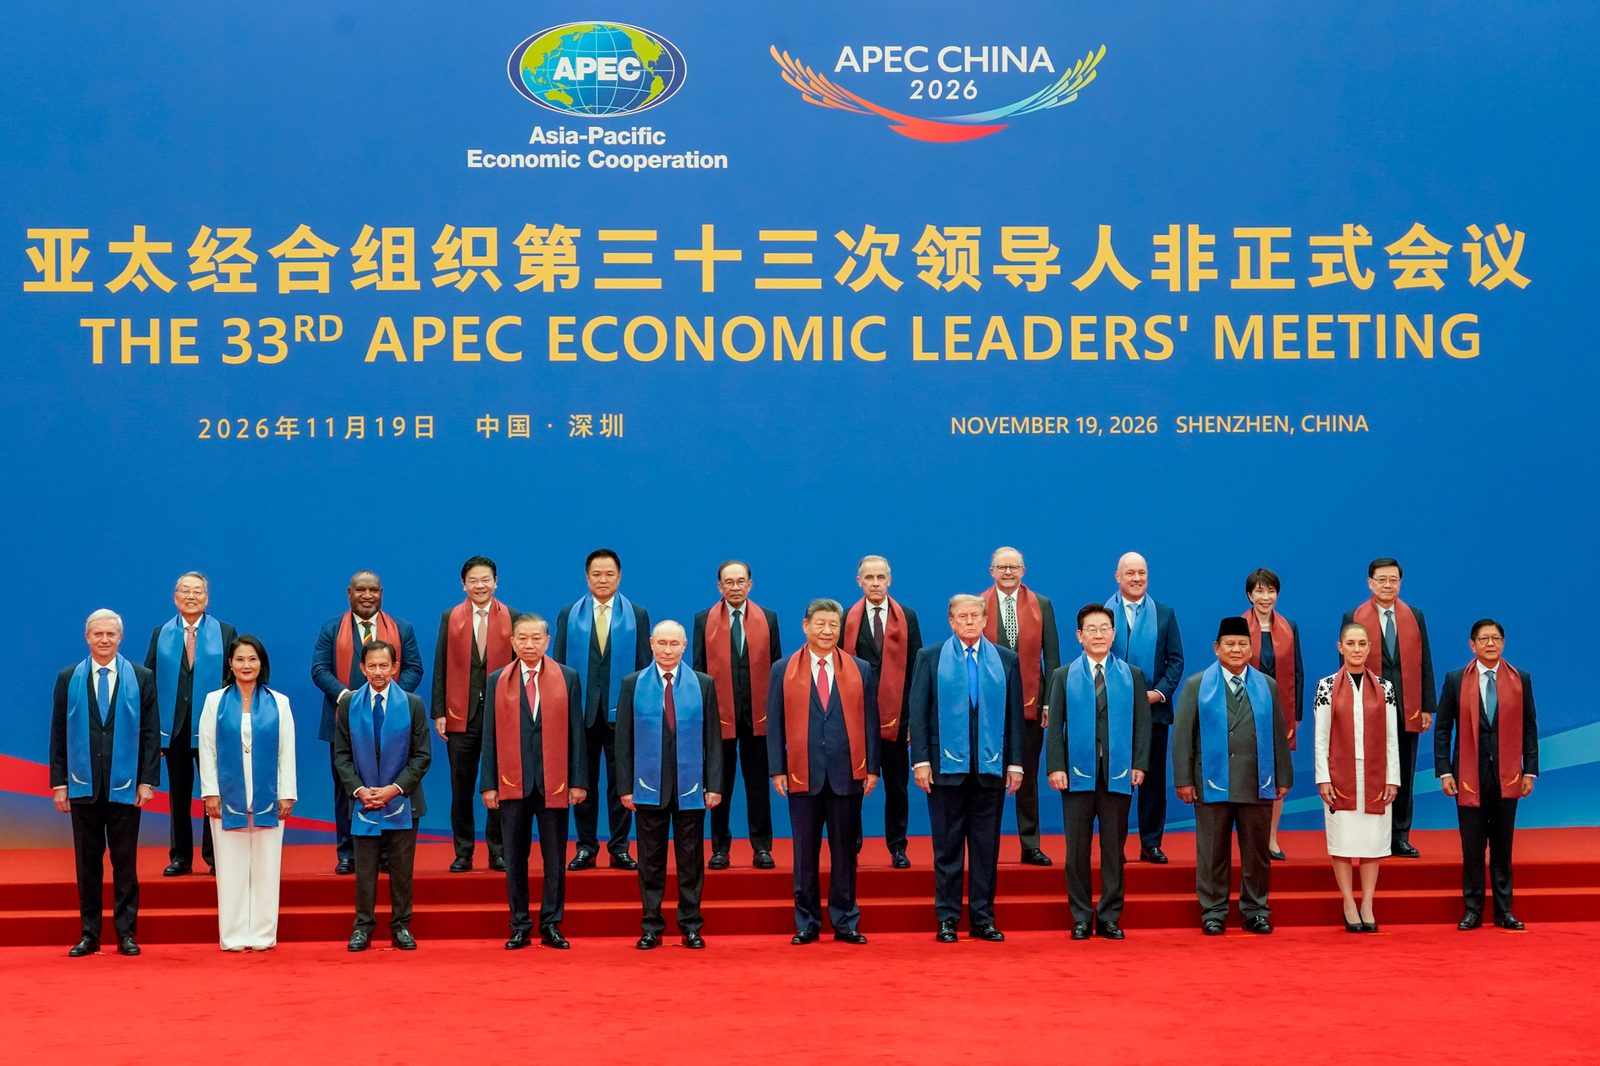 APEC
Asia-Pacific
Economic Cooperation
APEC CHINA
2026
亚太经合组织第三十三次领导人非正式会议
THE 33RD APEC ECONOMIC LEADERS' MEETING
2026年11月19日 中国·深圳
NOVEMBER 19, 2026 SHENZHEN, CHINA